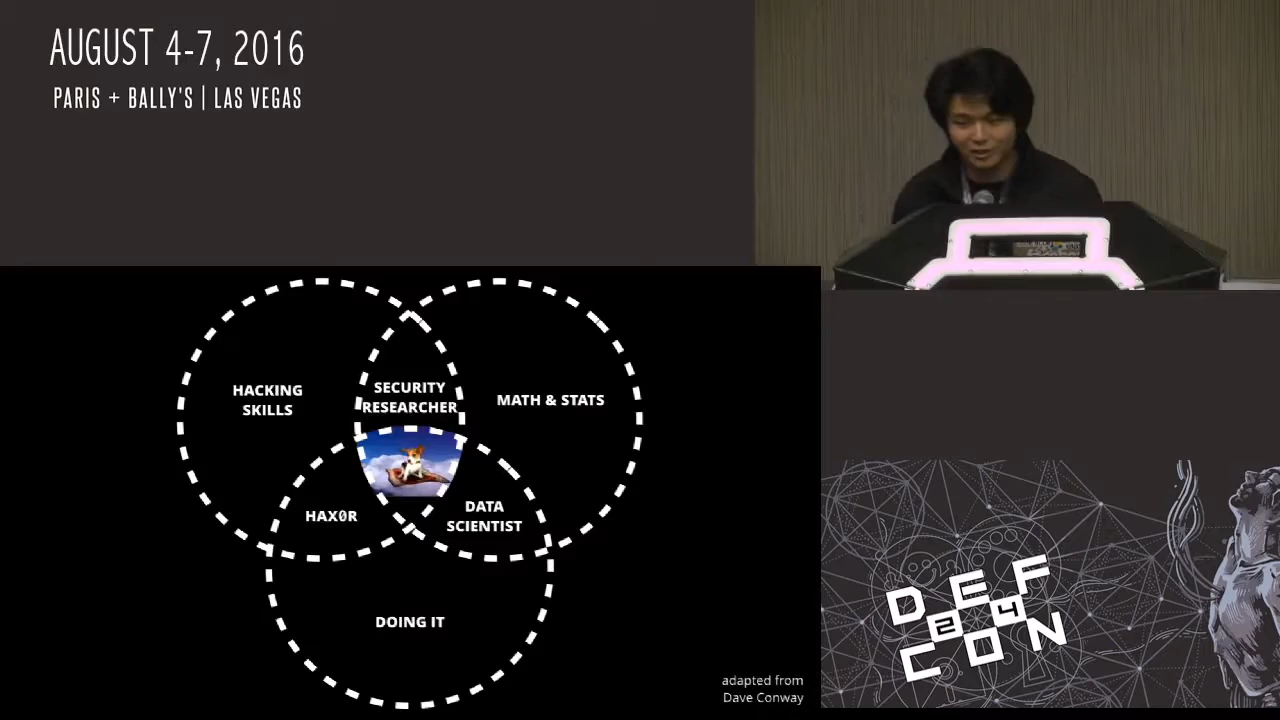 AUGUST 4-7, 2016
PARIS + BALLY'S | LAS VEGAS
HACKING
SKILLS
SECURITY
RESEARCHER
MATH & STATS
HAX0R
DATA
SCIENTIST
DOING IT
adapted from
Dave Conway
DEF
24
CON